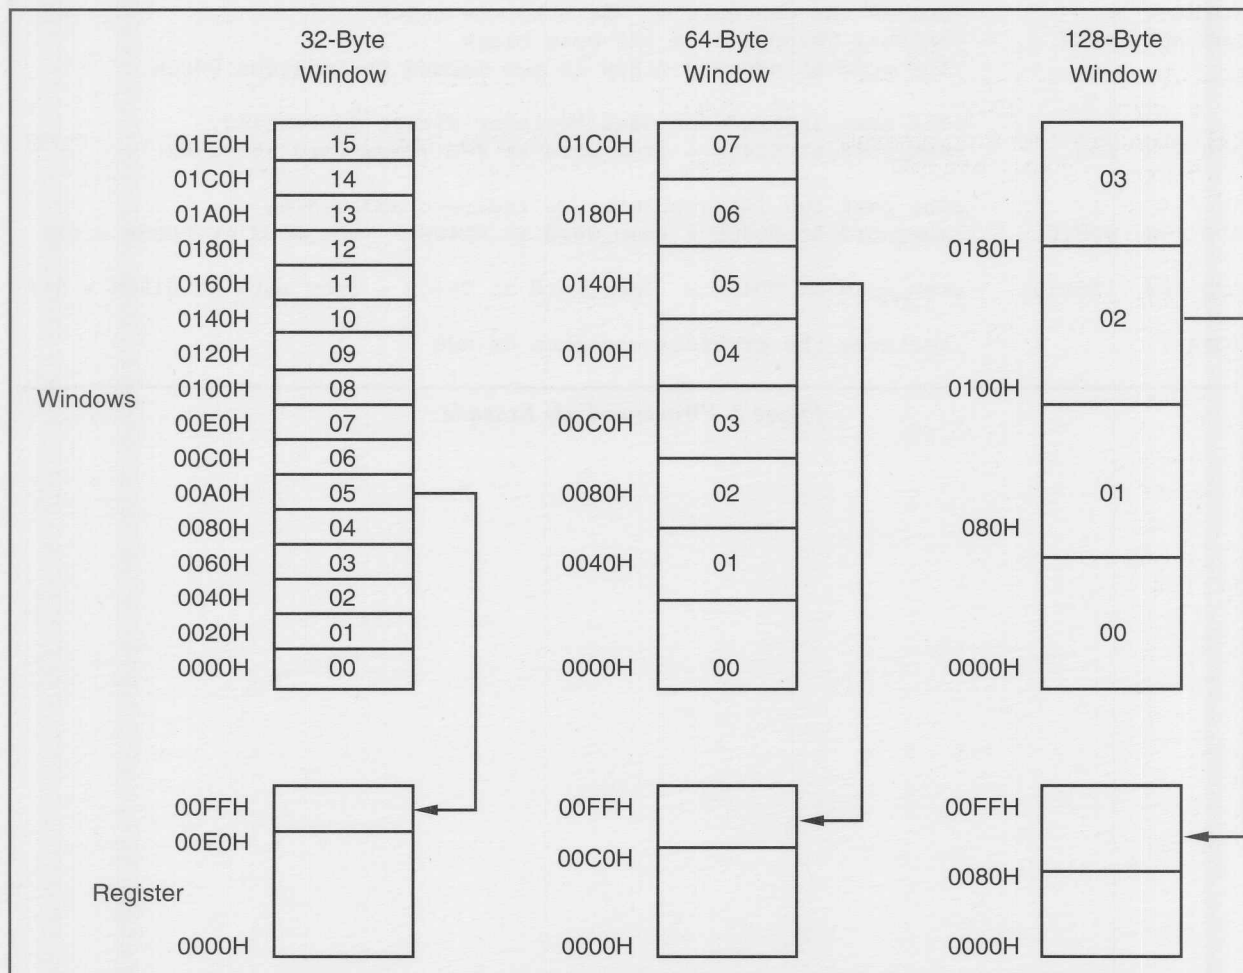 32-Byte Window
64-Byte Window
128-Byte Window
Windows
01E0H 15
01C0H 14
01A0H 13
0180H 12
0160H 11
0140H 10
0120H 09
0100H 08
00E0H 07
00C0H 06
00A0H 05
0080H 04
0060H 03
0040H 02
0020H 01
0000H 00
01C0H 07
0180H 06
0140H 05
0100H 04
00C0H 03
0080H 02
0040H 01
0000H 00
03
0180H
02
0100H
01
080H
00
0000H
Register
00FFH
00E0H
0000H
00FFH
00C0H
0000H
00FFH
0080H
0000H